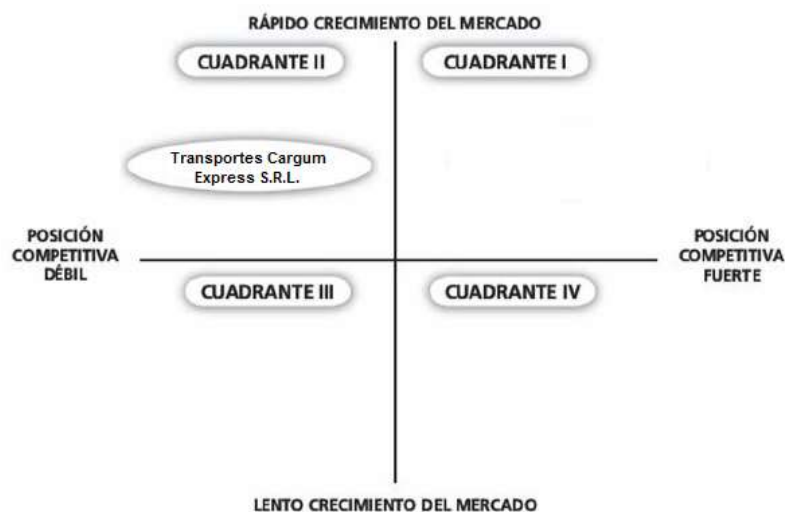 RÁPIDO CRECIMIENTO DEL MERCADO
CUADRANTE II
CUADRANTE I
Transportes Cargum
Express S.R.L.
POSICIÓN
COMPETITIVA
DÉBIL
POSICIÓN
COMPETITIVA
FUERTE
CUADRANTE III
CUADRANTE IV
LENTO CRECIMIENTO DEL MERCADO